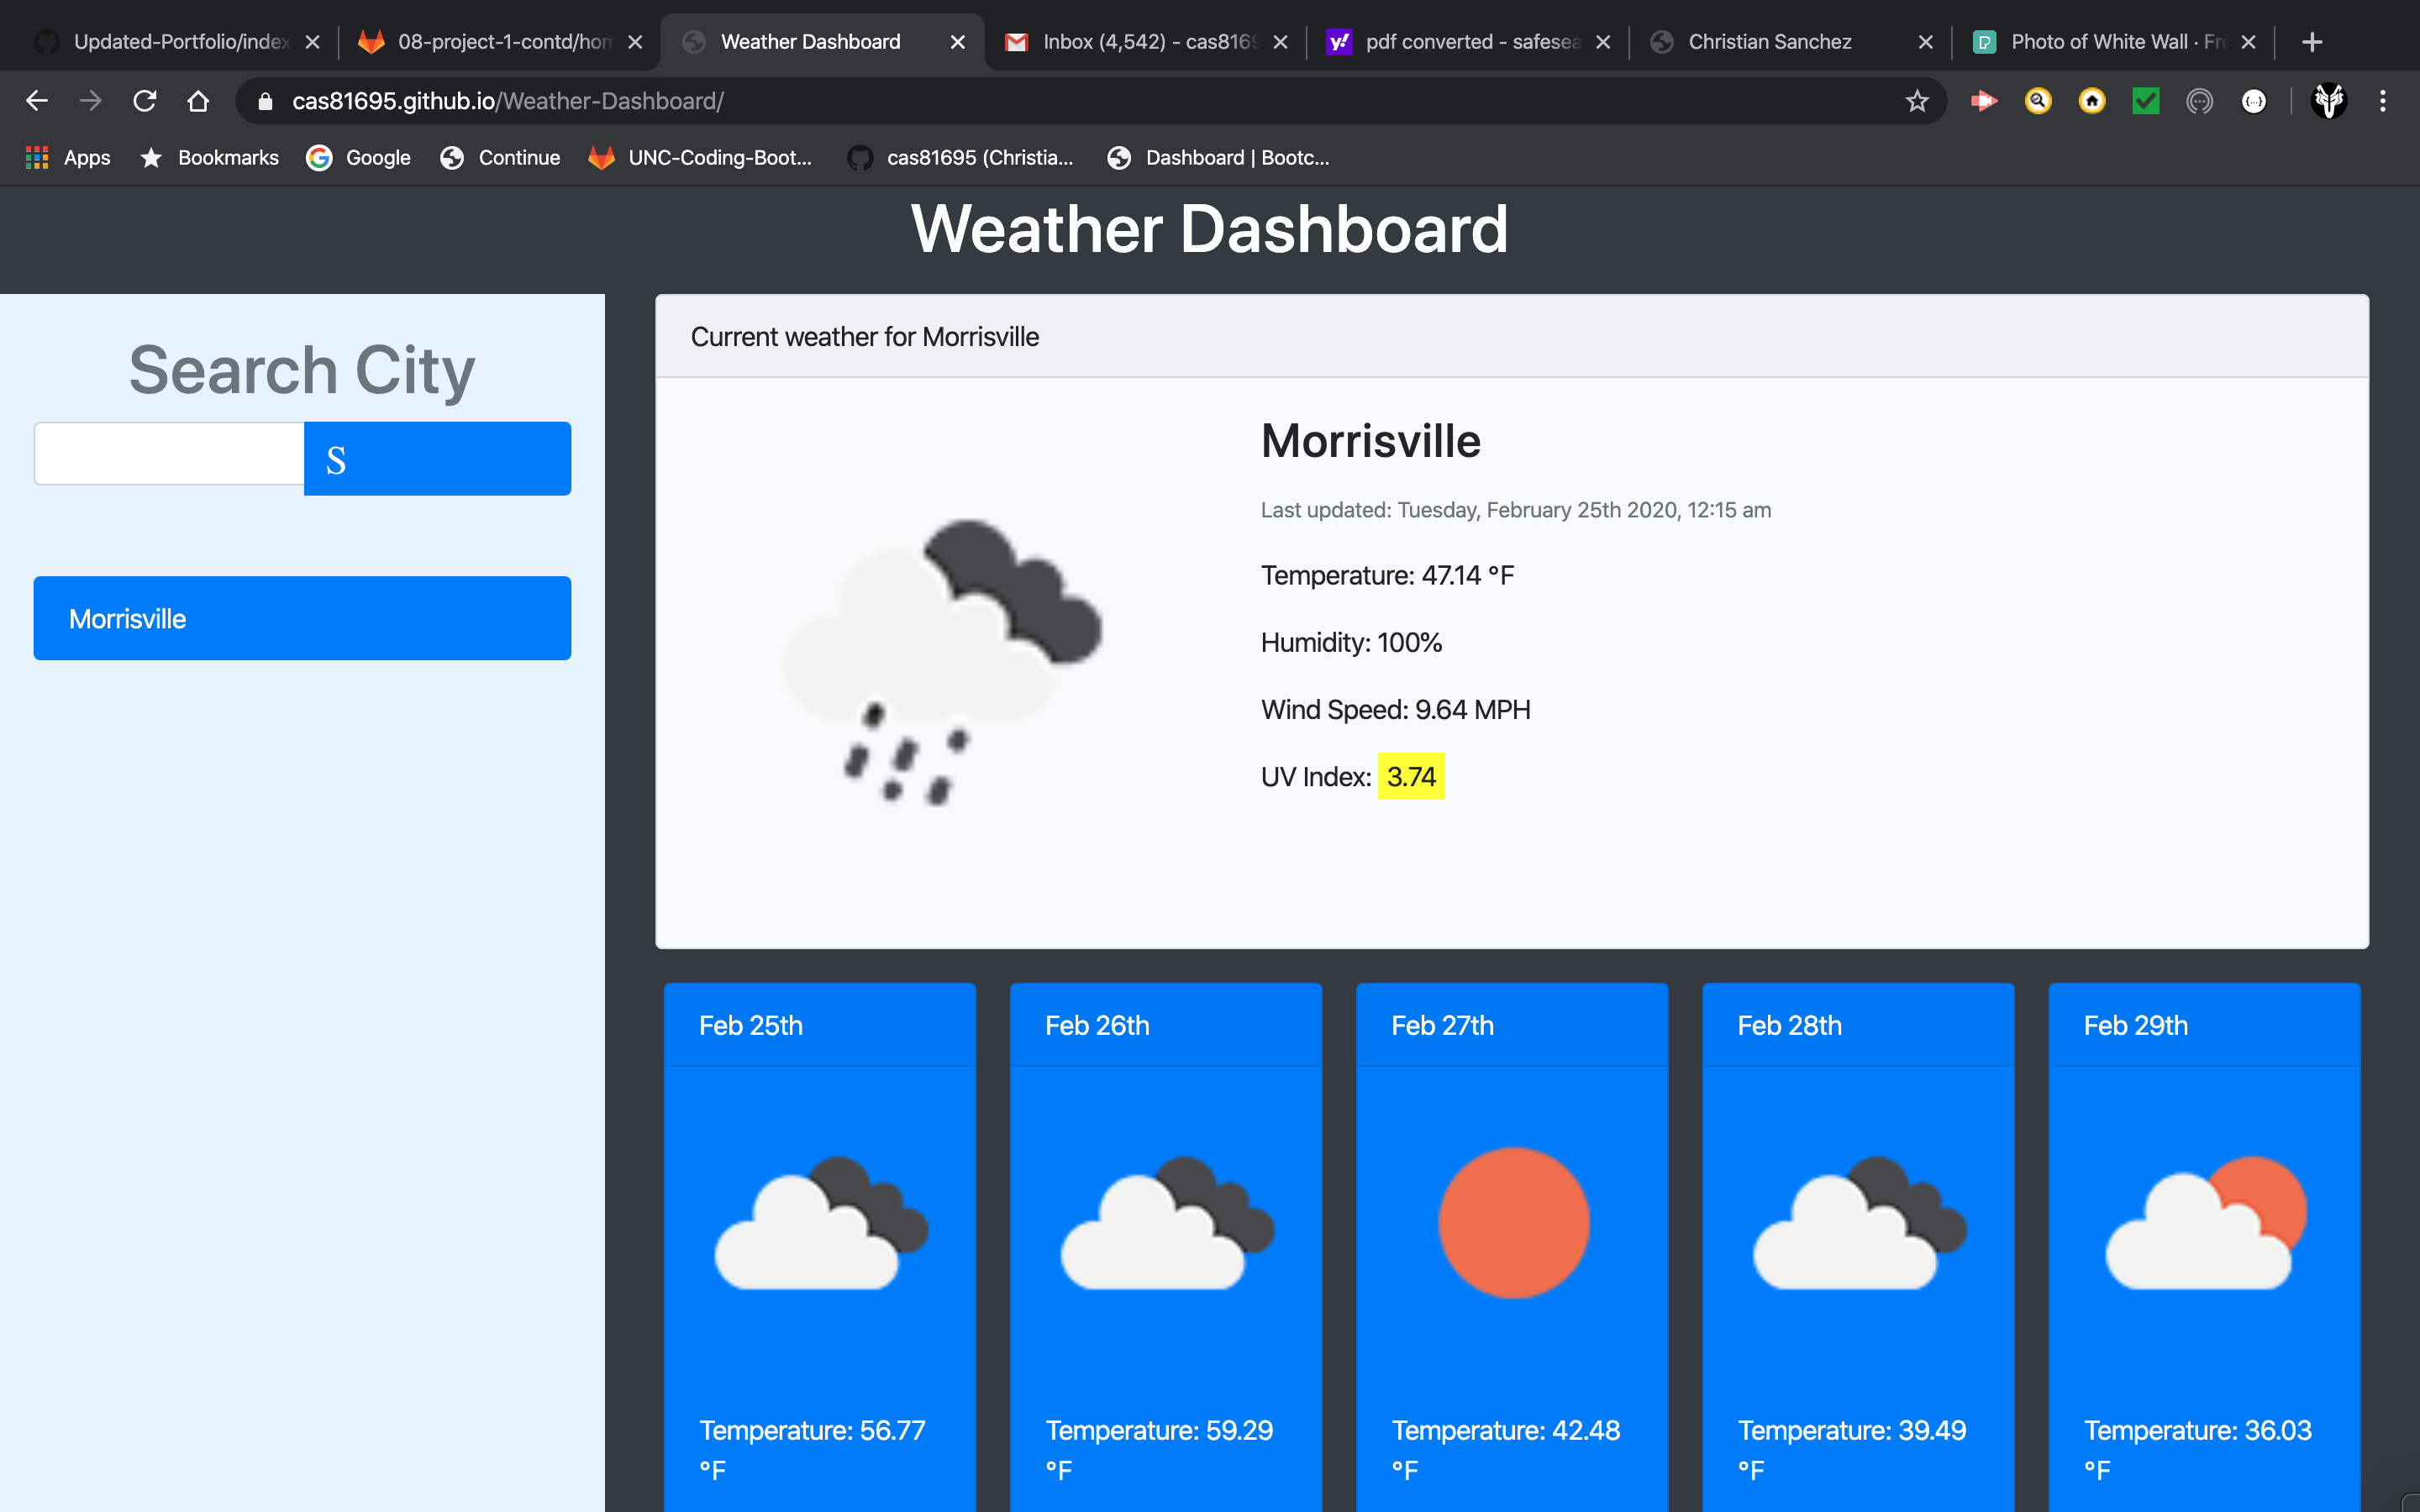 Updated-Portfolio/index
08-project-1-contd/hom
Weather Dashboard
Inbox (4,542) - cas8169
pdf converted - safesea
Christian Sanchez
Photo of White Wall · Fre
cas81695.github.io/Weather-Dashboard/
Apps
Bookmarks
Google
Continue
UNC-Coding-Boot...
cas81695 (Christia...
Dashboard | Bootc...
Weather Dashboard
Search City
S
Morrisville
Current weather for Morrisville
Morrisville
Last updated: Tuesday, February 25th 2020, 12:15 am
Temperature: 47.14 °F
Humidity: 100%
Wind Speed: 9.64 MPH
UV Index: 3.74
Feb 25th
Temperature: 56.77
°F
Feb 26th
Temperature: 59.29
°F
Feb 27th
Temperature: 42.48
°F
Feb 28th
Temperature: 39.49
°F
Feb 29th
Temperature: 36.03
°F